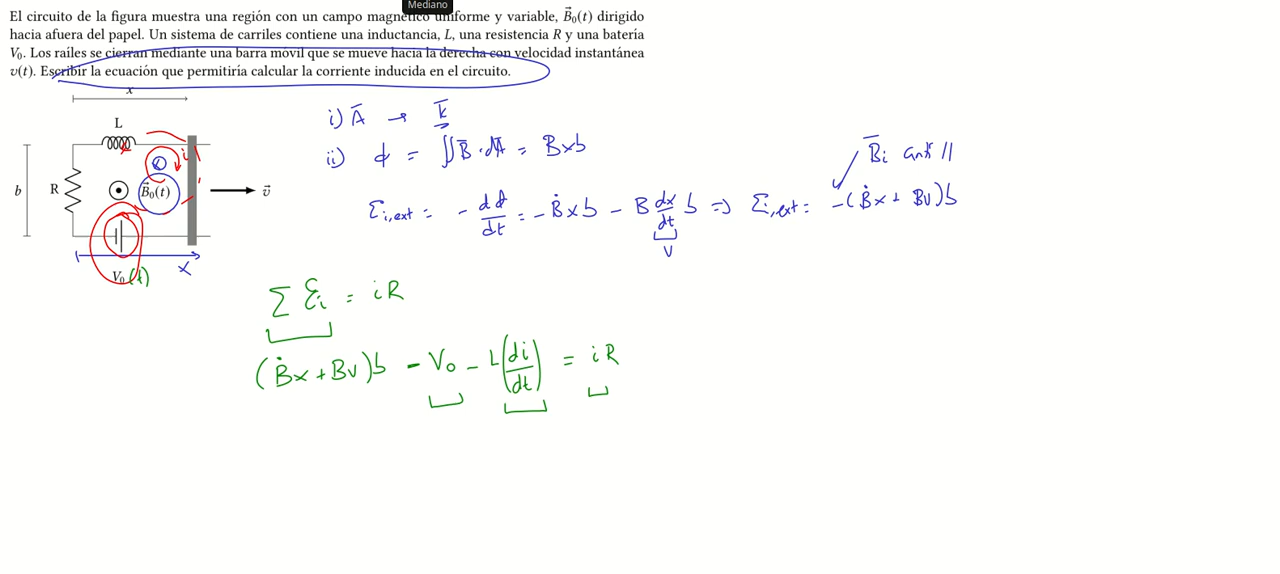 Mediano
El circuito de la figura muestra una región con un campo magnético uniforme y variable, B⃗₀(t) dirigido
hacia afuera del papel. Un sistema de carriles contiene una inductancia, L, una resistencia R y una batería
V₀. Los raíles se cierran mediante una barra móvil que se mueve hacia la derecha con velocidad instantánea
v(t). Escribir la ecuación que permitiría calcular la corriente inducida en el circuito.
x
L
i
b
R
B⃗₀(t)
v⃗
V₀(t)
x
i) A̅ → k̅
ii) ϕ = ∬B̅·dA̅ = Bxb
B̅i anti //
Ɛi,ext = - dϕ/dt = -Ḃxb - B dx/dt b ⇒ Ɛi,ext = -(Ḃx + Bv)b
v
∑ Ɛi = iR
(Ḃx + Bv)b - V₀ - L(di/dt) = iR